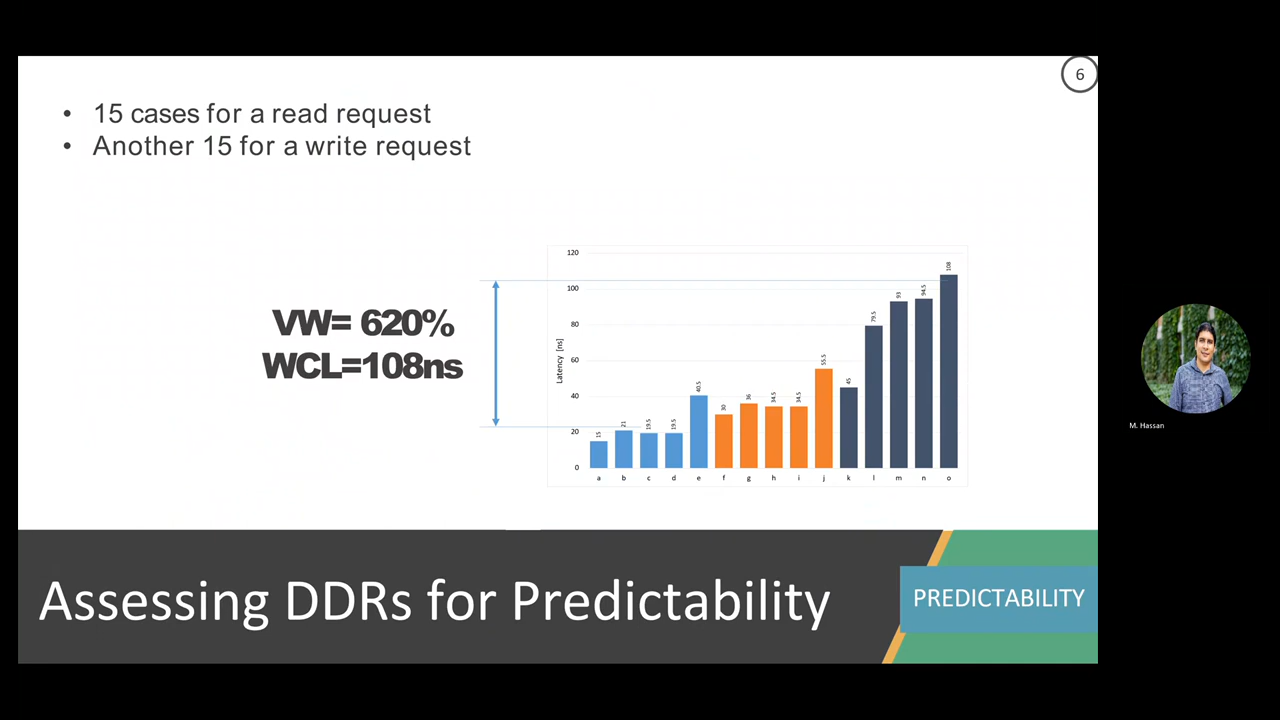 6
• 15 cases for a read request
• Another 15 for a write request
VW= 620%
WCL=108ns
Latency [ns]
120
100
80
60
40
20
0
15
21
19.5
19.5
40.5
30
36
34.5
34.5
55.5
45
79.5
93
94.5
108
a b c d e f g h i j k l m n o
M. Hassan
Assessing DDRs for Predictability
PREDICTABILITY